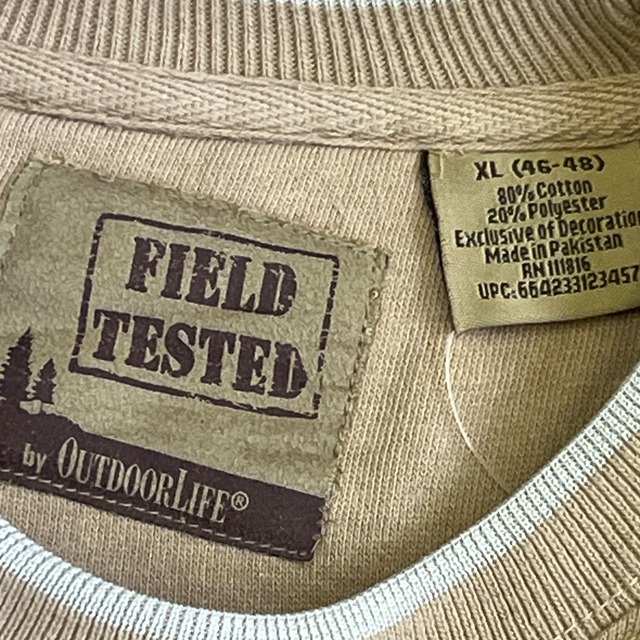 FIELD
TESTED
by OUTDOORLIFE®
XL (46-48)
80% Cotton
20% Polyester
Exclusive of Decoration
Made in Pakistan
RN 111816
UPC:664233123457